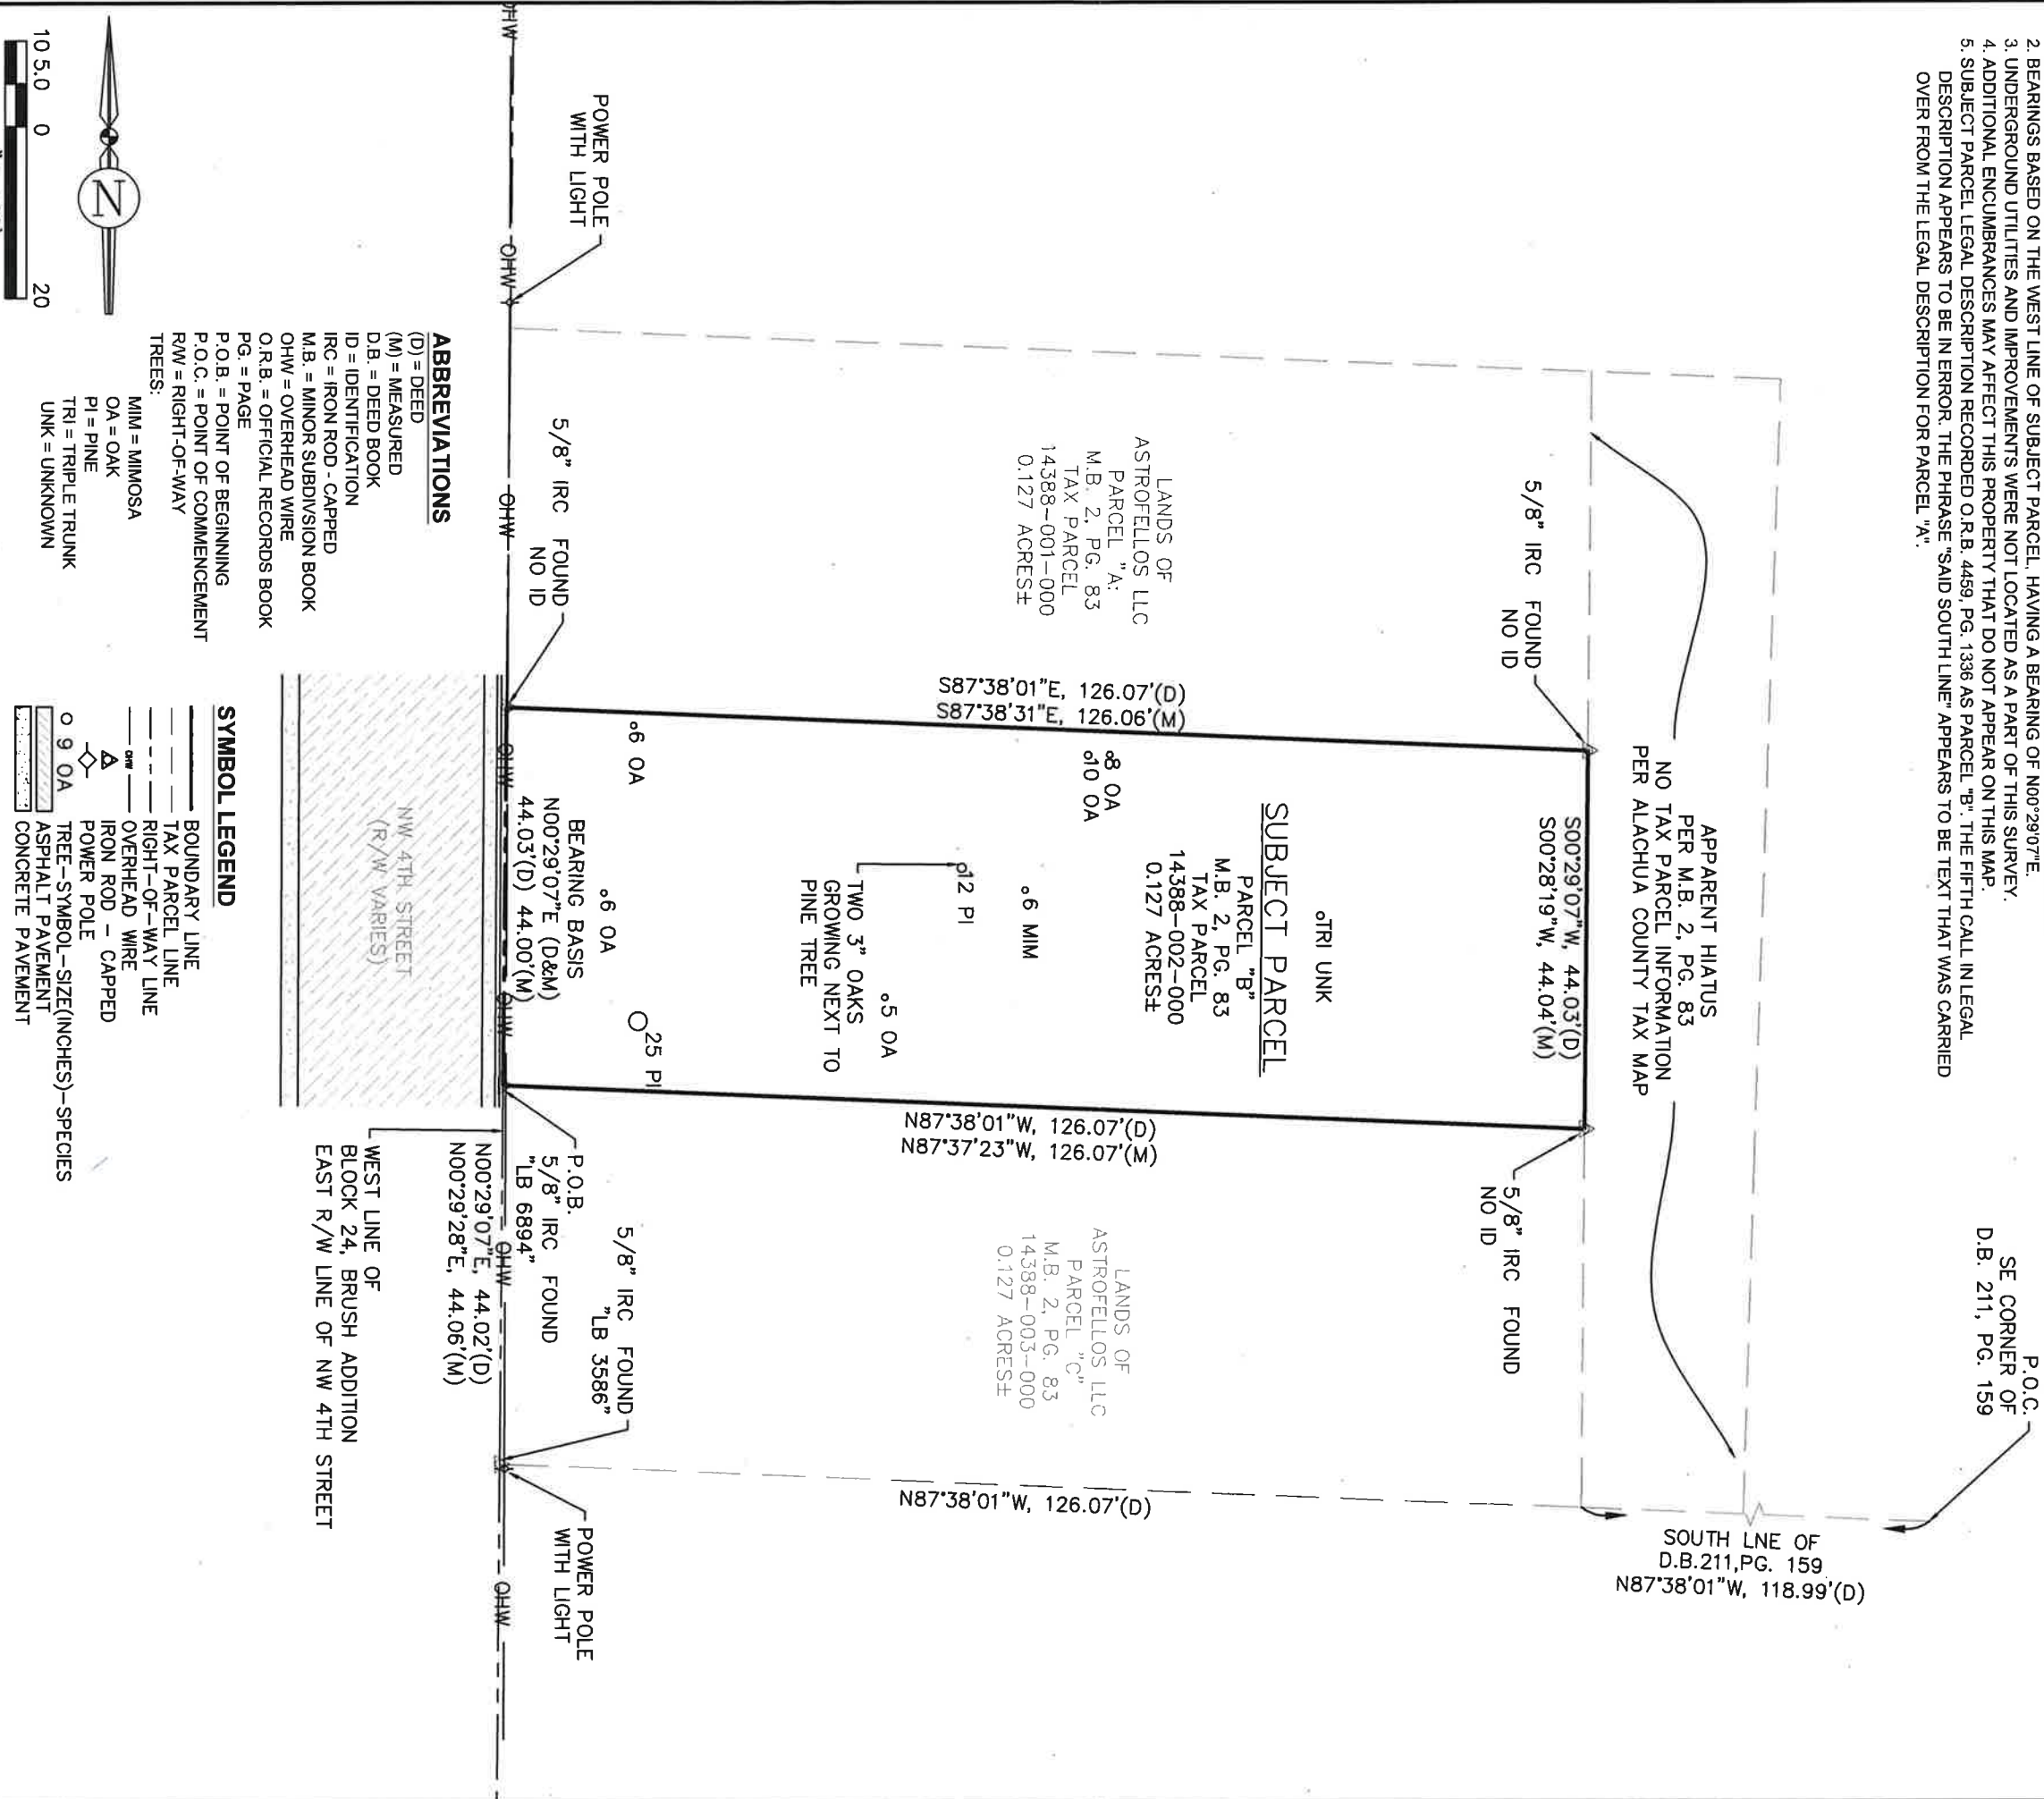 2. BEARINGS BASED ON THE WEST LINE OF SUBJECT PARCEL, HAVING A BEARING OF N00°29'07"E.
3. UNDERGROUND UTILITIES AND IMPROVEMENTS WERE NOT LOCATED AS A PART OF THIS SURVEY.
4. ADDITIONAL ENCUMBRANCES MAY AFFECT THIS PROPERTY THAT DO NOT APPEAR ON THIS MAP.
5. SUBJECT PARCEL LEGAL DESCRIPTION RECORDED O.R.B. 4459, PG. 1336 AS PARCEL "B". THE FIFTH CALL IN LEGAL
DESCRIPTION APPEARS TO BE IN ERROR. THE PHRASE "SAID SOUTH LINE" APPEARS TO BE TEXT THAT WAS CARRIED
OVER FROM THE LEGAL DESCRIPTION FOR PARCEL "A".
P.O.C.
SE CORNER OF
D.B. 211, PG. 159
SOUTH LNE OF
D.B.211,PG. 159
N87°38'01"W, 118.99'(D)
APPARENT HIATUS
PER M.B. 2, PG. 83
NO TAX PARCEL INFORMATION
PER ALACHUA COUNTY TAX MAP
S00°29'07"W, 44.03'(D)
S00°28'19"W, 44.04'(M)
5/8" IRC FOUND
NO ID
5/8" IRC FOUND
NO ID
LANDS OF
ASTROFELLOS LLC
PARCEL "A:
M.B. 2, PG. 83
TAX PARCEL
14388-001-000
0.127 ACRES±
S87°38'01"E, 126.07'(D)
S87°38'31"E, 126.06'(M)
TRI UNK
SUBJECT PARCEL
PARCEL "B"
M.B. 2, PG. 83
TAX PARCEL
14388-002-000
0.127 ACRES±
8 OA
10 OA
6 MIM
12 PI
TWO 3" OAKS
GROWING NEXT TO
PINE TREE
5 OA
6 OA
25 PI
6 OA
BEARING BASIS
N00°29'07"E (D&M)
44.03'(D) 44.00'(M)
N87°38'01"W, 126.07'(D)
N87°37'23"W, 126.07'(M)
LANDS OF
ASTROFELLOS LLC
PARCEL "C"
M.B. 2, PG. 83
14388-003-000
0.127 ACRES±
N87°38'01"W, 126.07'(D)
POWER POLE
WITH LIGHT
5/8" IRC FOUND
NO ID
P.O.B.
5/8" IRC FOUND
"LB 6894"
5/8" IRC FOUND
"LB 3586"
POWER POLE
WITH LIGHT
N00°29'07"E, 44.02'(D)
N00°29'28"E, 44.06'(M)
OHW
OHW
OHW
OHW
OHW
OHW
OHW
WEST LINE OF
BLOCK 24, BRUSH ADDITION
EAST R/W LINE OF NW 4TH STREET
NW 4TH STREET
(R/W VARIES)
ABBREVIATIONS
(D) = DEED
(M) = MEASURED
D.B. = DEED BOOK
ID = IDENTIFICATION
IRC = IRON ROD - CAPPED
M.B. = MINOR SUBDIVSION BOOK
OHW = OVERHEAD WIRE
O.R.B. = OFFICIAL RECORDS BOOK
PG. = PAGE
P.O.B. = POINT OF BEGINNING
P.O.C. = POINT OF COMMENCEMENT
R/W = RIGHT-OF-WAY
TREES:
MIM = MIMOSA
OA = OAK
PI = PINE
TRI = TRIPLE TRUNK
UNK = UNKNOWN
SYMBOL LEGEND
BOUNDARY LINE
TAX PARCEL LINE
RIGHT-OF-WAY LINE
OHW OVERHEAD WIRE
IRON ROD - CAPPED
POWER POLE
9 OA TREE-SYMBOL-SIZE(INCHES)-SPECIES
ASPHALT PAVEMENT
CONCRETE PAVEMENT
N
10 5.0 0 20